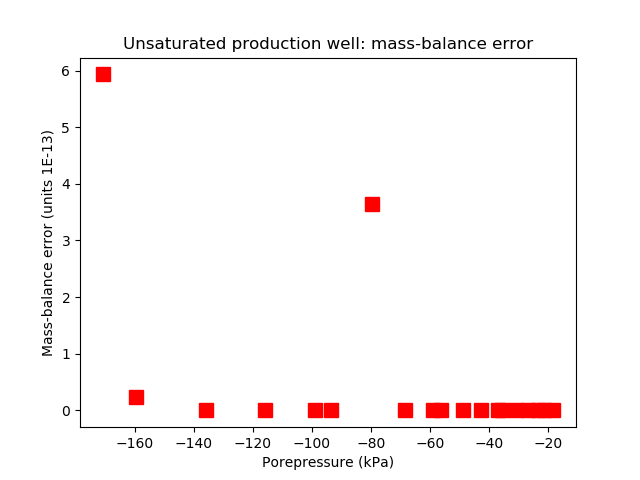 Unsaturated production well: mass-balance error
6
5
4
3
2
1
0
Mass-balance error (units 1E-13)
−160 −140 −120 −100 −80 −60 −40 −20
Porepressure (kPa)